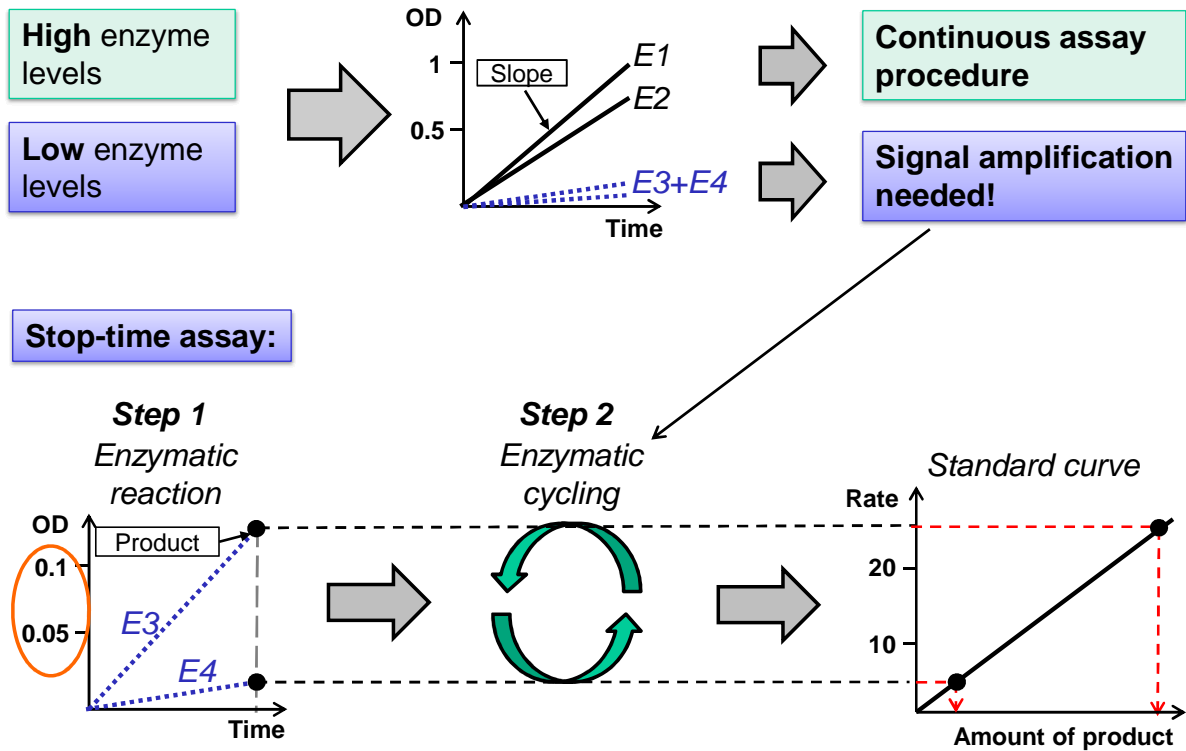 High enzyme
levels
Low enzyme
levels
OD
1
0.5
Slope
E1
E2
E3+E4
Time
Continuous assay
procedure
Signal amplification
needed!
Stop-time assay:
Step 1
Enzymatic
reaction
OD
Product
0.1
0.05
E3
E4
Time
Step 2
Enzymatic
cycling
Standard curve
Rate
20
10
Amount of product